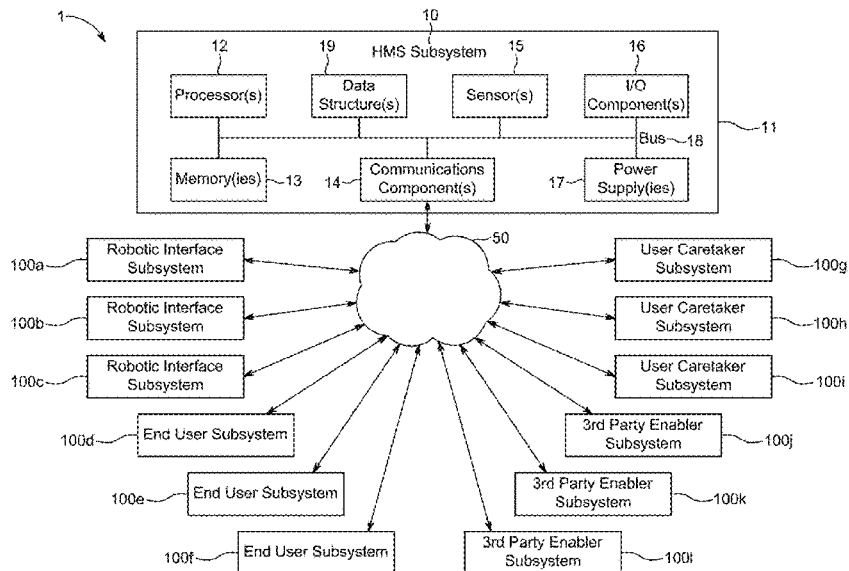 1
10
HMS Subsystem
12
19
15
16
Processor(s)
Data
Structure(s)
Sensor(s)
I/O
Component(s)
Bus
18
11
Memory(ies)
13
14
Communications
Component(s)
17
Power
Supply(ies)
50
100a
Robotic Interface
Subsystem
User Caretaker
Subsystem
100g
100b
Robotic Interface
Subsystem
User Caretaker
Subsystem
100h
100c
Robotic Interface
Subsystem
User Caretaker
Subsystem
100i
100d
End User Subsystem
3rd Party Enabler
Subsystem
100j
100e
End User Subsystem
3rd Party Enabler
Subsystem
100k
100f
End User Subsystem
3rd Party Enabler
Subsystem
100l